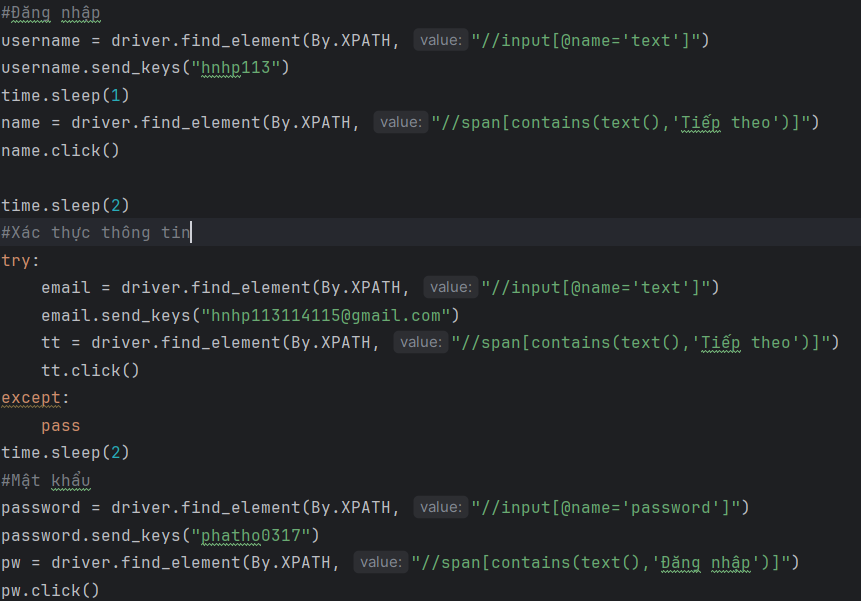 #Đăng nhập
username = driver.find_element(By.XPATH, value: "//input[@name='text']")
username.send_keys("hnhp113")
time.sleep(1)
name = driver.find_element(By.XPATH, value: "//span[contains(text(),'Tiếp theo')]")
name.click()
time.sleep(2)
#Xác thực thông tin
try:
    email = driver.find_element(By.XPATH, value: "//input[@name='text']")
    email.send_keys("hnhp113114115@gmail.com")
    tt = driver.find_element(By.XPATH, value: "//span[contains(text(),'Tiếp theo')]")
    tt.click()
except:
    pass
time.sleep(2)
#Mật khẩu
password = driver.find_element(By.XPATH, value: "//input[@name='password']")
password.send_keys("phatho0317")
pw = driver.find_element(By.XPATH, value: "//span[contains(text(),'Đăng nhập')]")
pw.click()